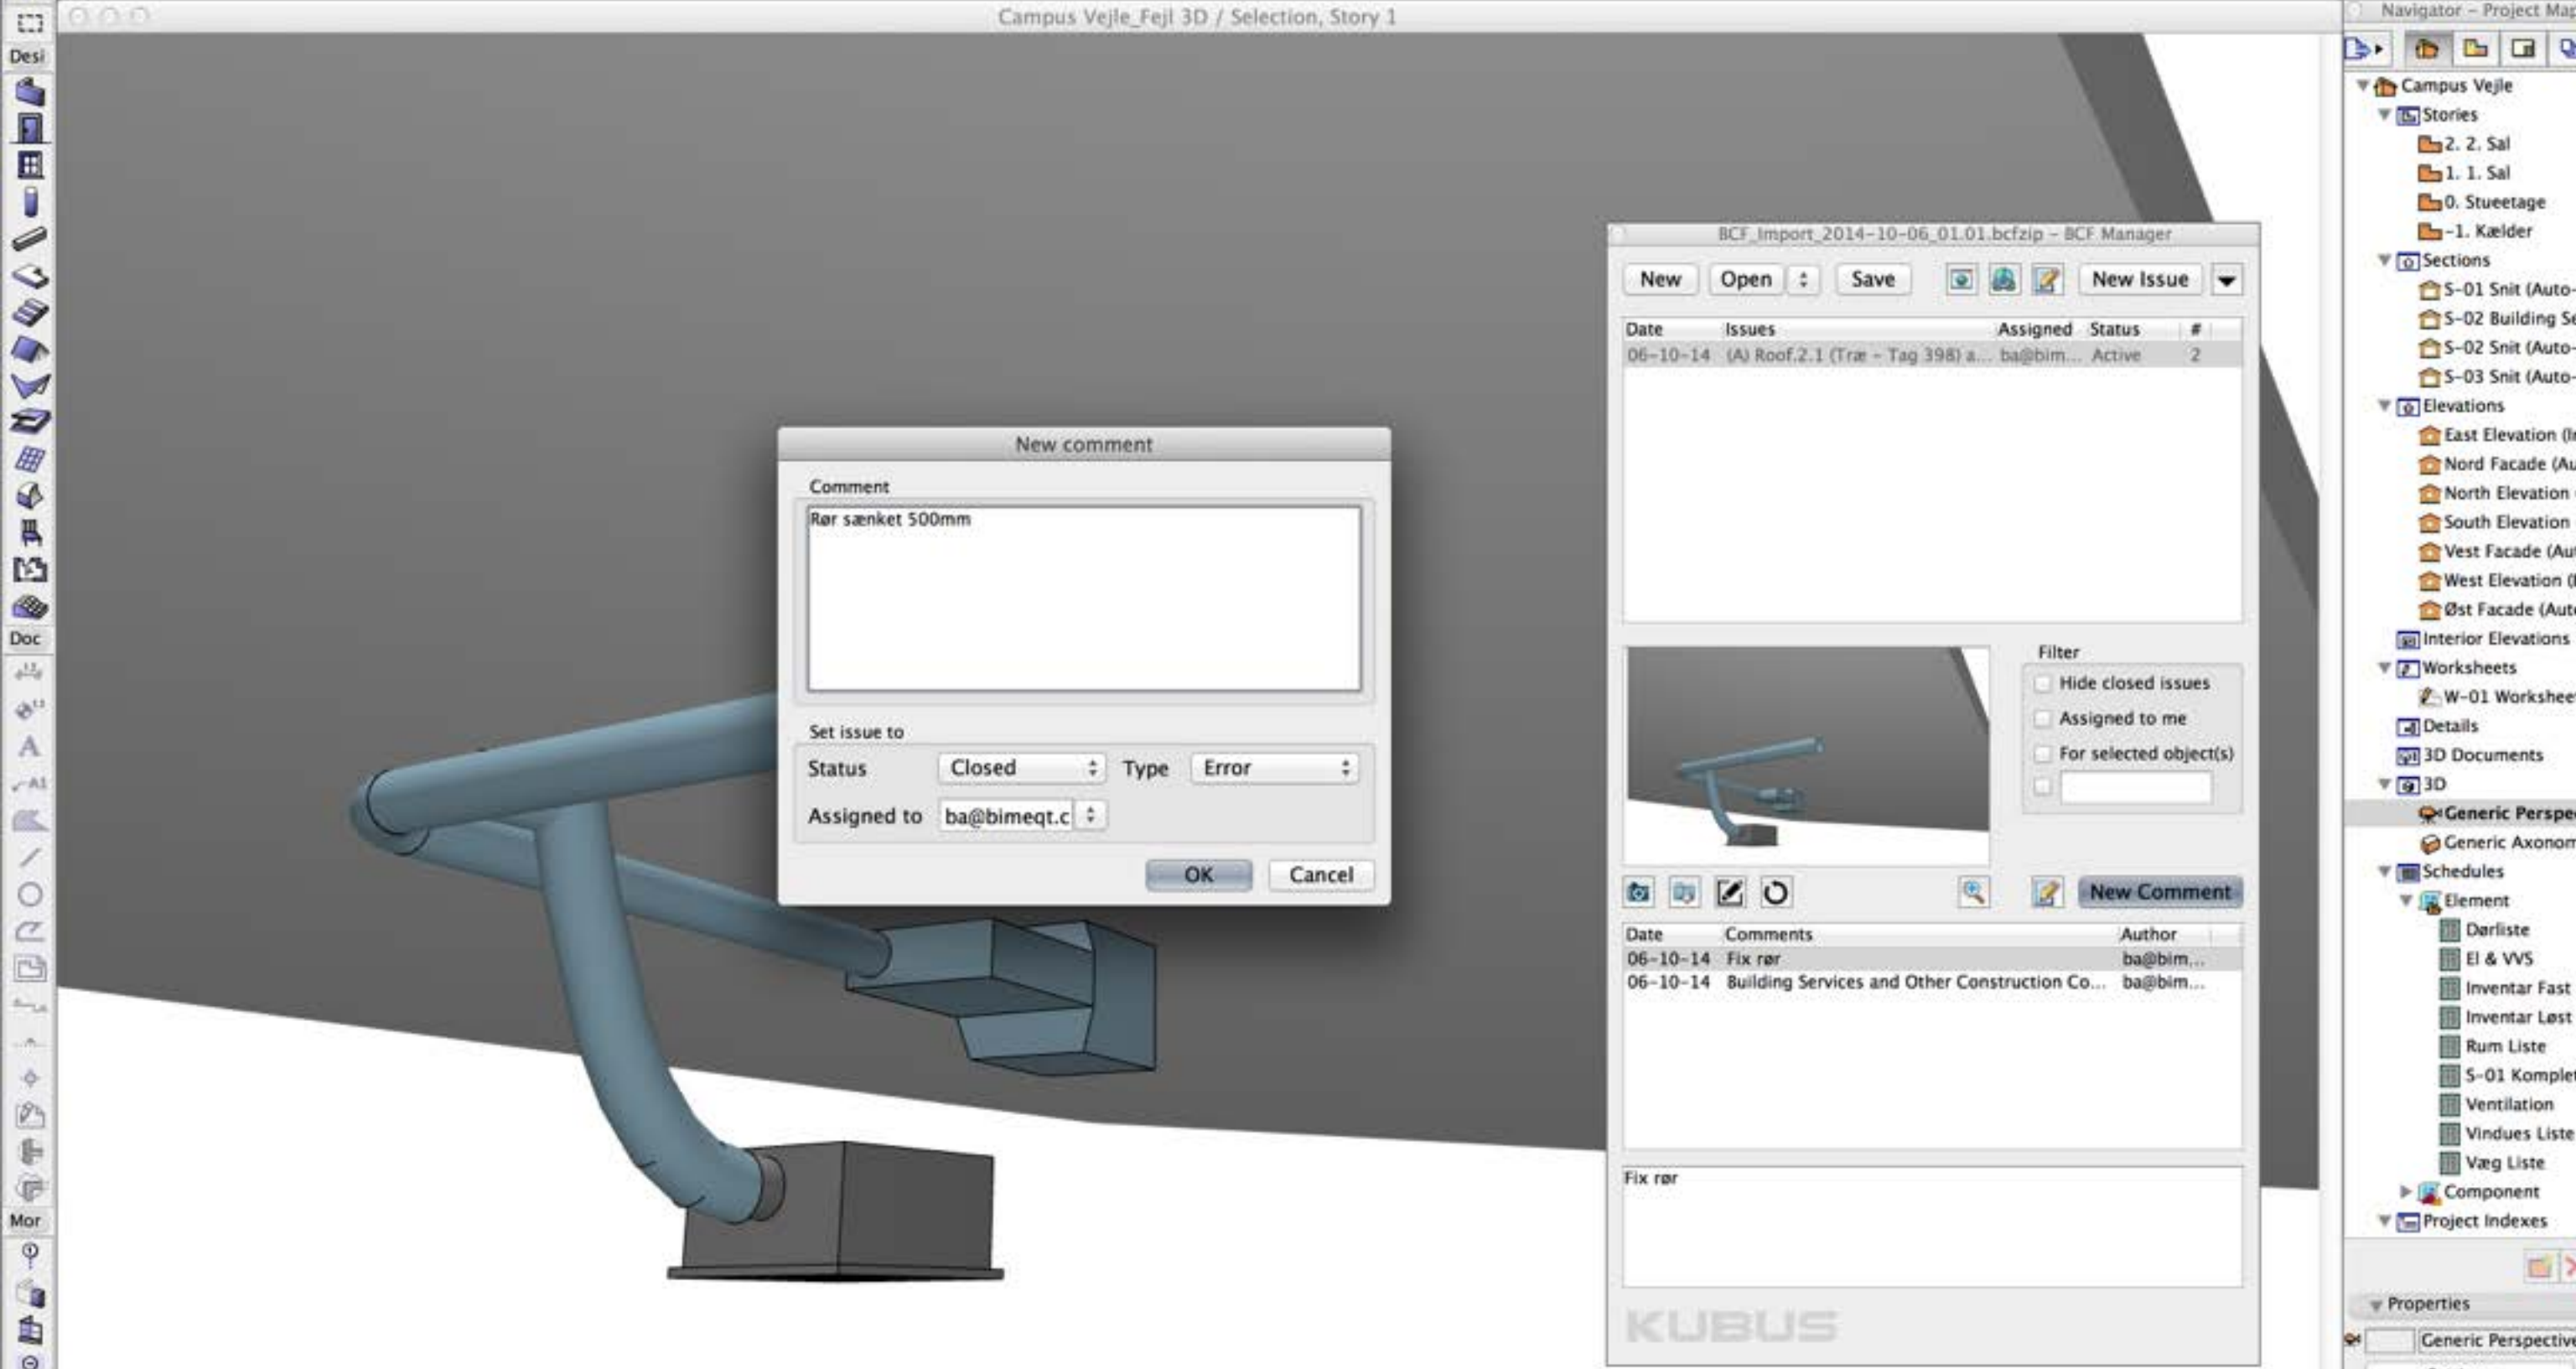 Campus Vejle_Fejl 3D / Selection, Story 1
Desi
Doc
Mor
New comment
Comment
Rør sænket 500mm
Set issue to
Status Closed Type Error
Assigned to ba@bimeqt.c
OK Cancel
BCF_Import_2014-10-06_01.01.bcfzip - BCF Manager
New Open Save New Issue
Date Issues Assigned Status #
06-10-14 (A) Roof.2.1 (Træ - Tag 398) a... ba@bim... Active 2
Filter
Hide closed issues
Assigned to me
For selected object(s)
New Comment
Date Comments Author
06-10-14 Fix rør ba@bim...
06-10-14 Building Services and Other Construction Co... ba@bim...
Fix rør
KUBUS
Navigator - Project Map
Campus Vejle
Stories
2. 2. Sal
1. 1. Sal
0. Stueetage
-1. Kælder
Sections
S-01 Snit (Auto-
S-02 Building Se
S-02 Snit (Auto-
S-03 Snit (Auto-
Elevations
East Elevation (I
Nord Facade (Au
North Elevation
South Elevation
Vest Facade (Au
West Elevation (
Øst Facade (Aut
Interior Elevations
Worksheets
W-01 Workshee
Details
3D Documents
3D
Generic Perspe
Generic Axonom
Schedules
Element
Dørliste
El & VVS
Inventar Fast
Inventar Løst
Rum Liste
S-01 Komplet
Ventilation
Vindues Liste
Væg Liste
Component
Project Indexes
Properties
Generic Perspective